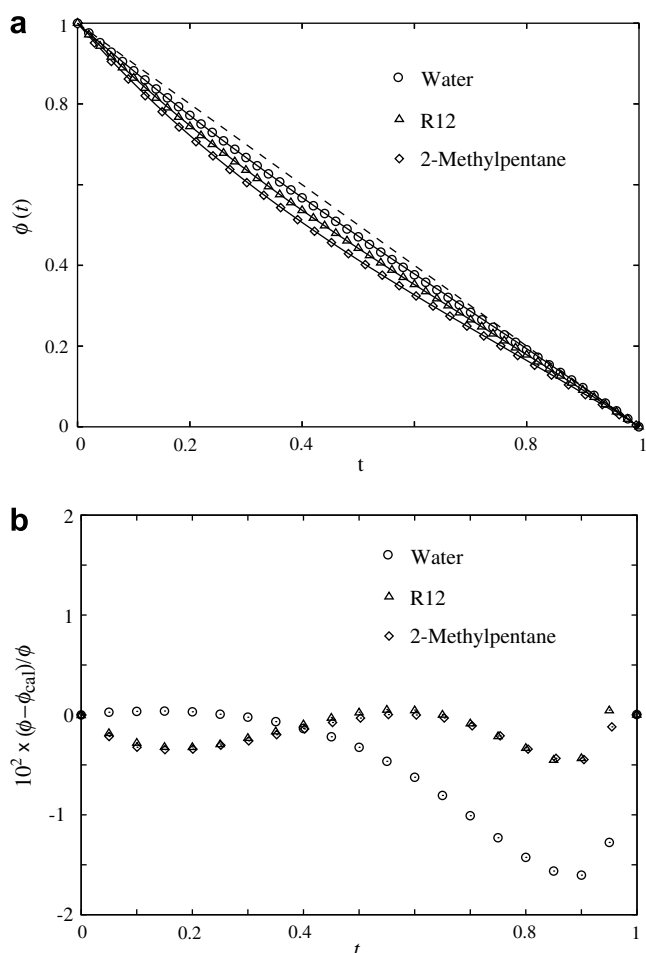 a
1
0.8
0.4
0.2
0
0
0.2
0.4
0.8
1
ϕ (t)
t
Water
R12
2-Methylpentane
b
2
1
0
-1
-2
0
0.2
0.4
0.8
1
10² x (ϕ−ϕcal)/ϕ
t
Water
R12
2-Methylpentane